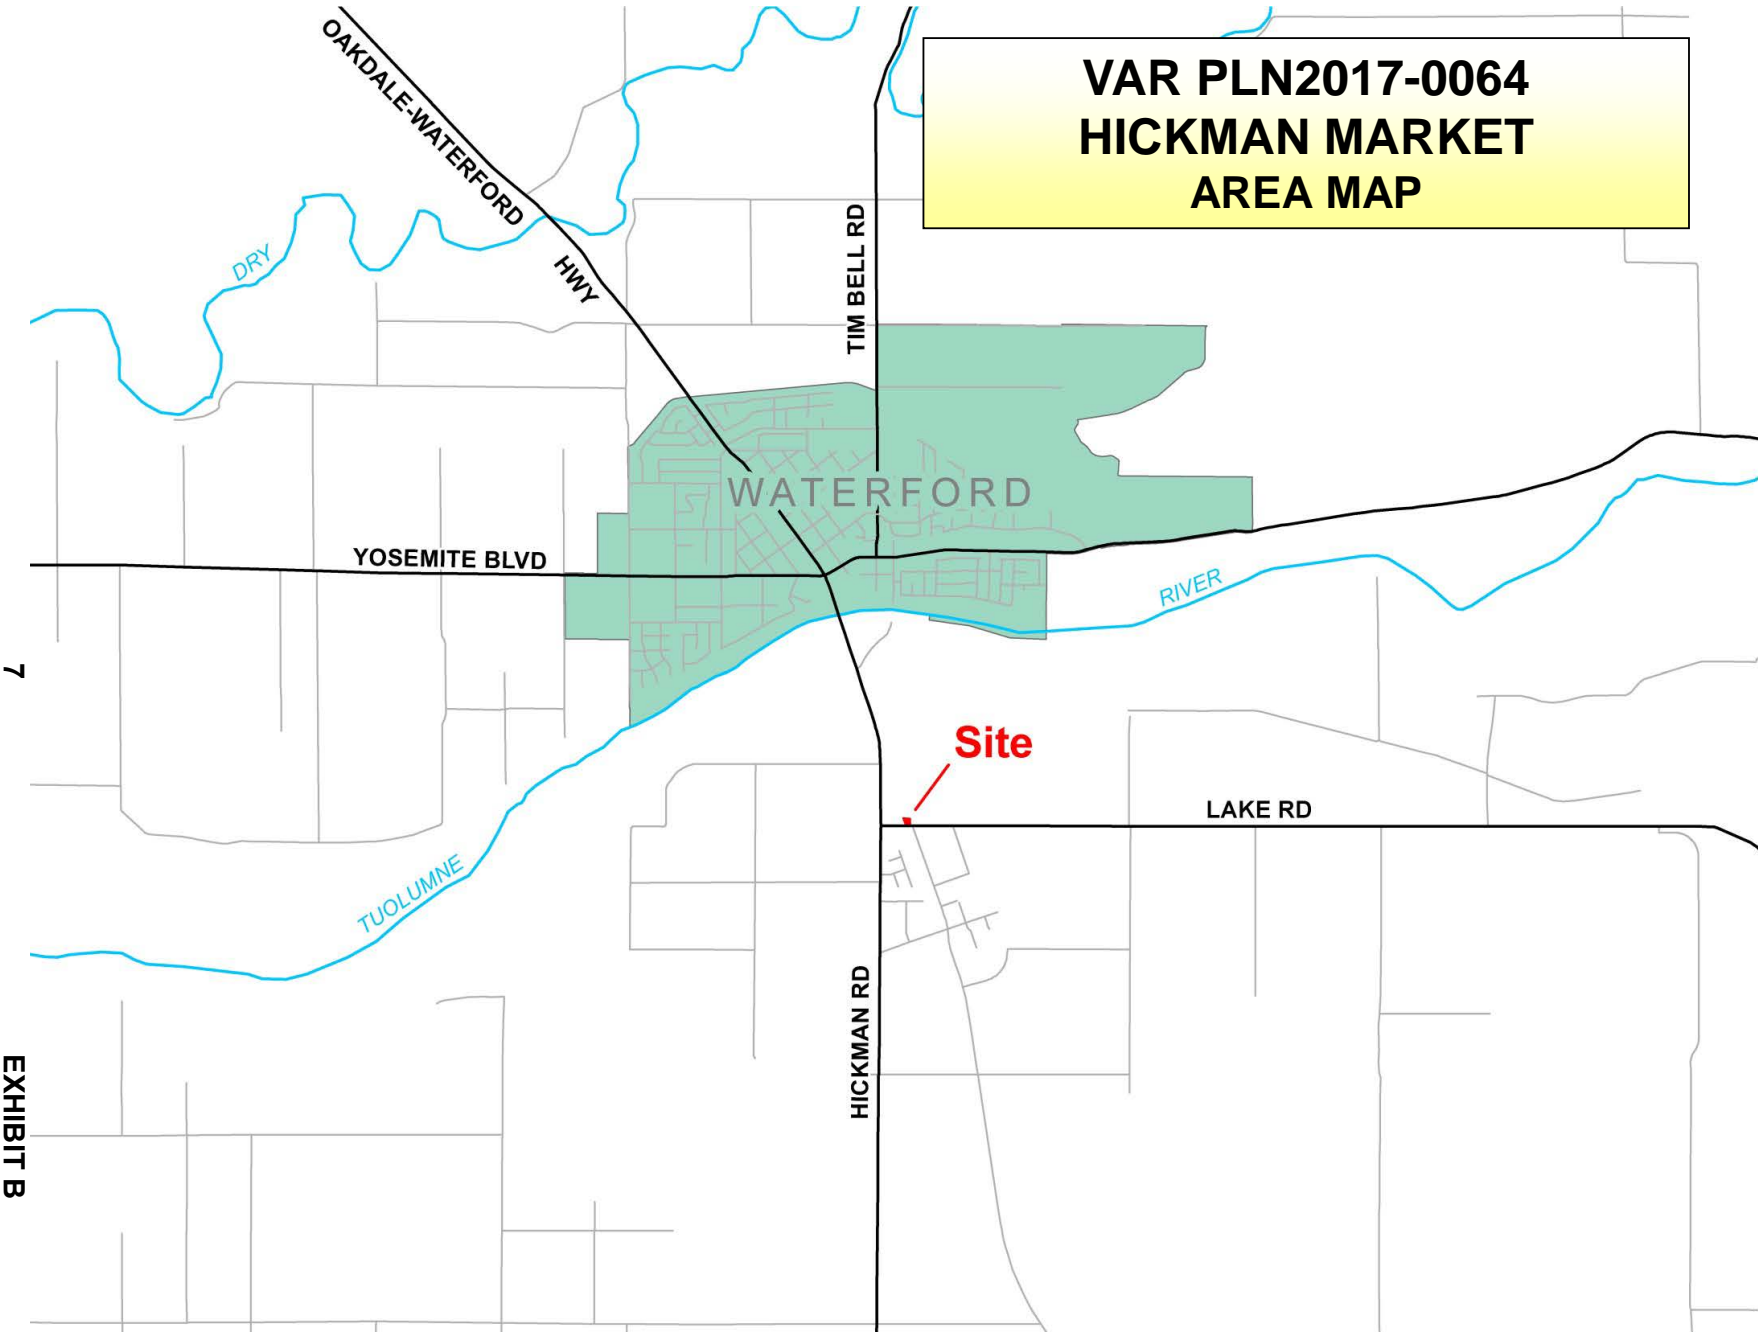 VAR PLN2017-0064
HICKMAN MARKET
AREA MAP
OAKDALE-WATERFORD
HWY
DRY
TIM BELL RD
WATERFORD
YOSEMITE BLVD
RIVER
Site
LAKE RD
TUOLUMNE
HICKMAN RD
7
EXHIBIT B